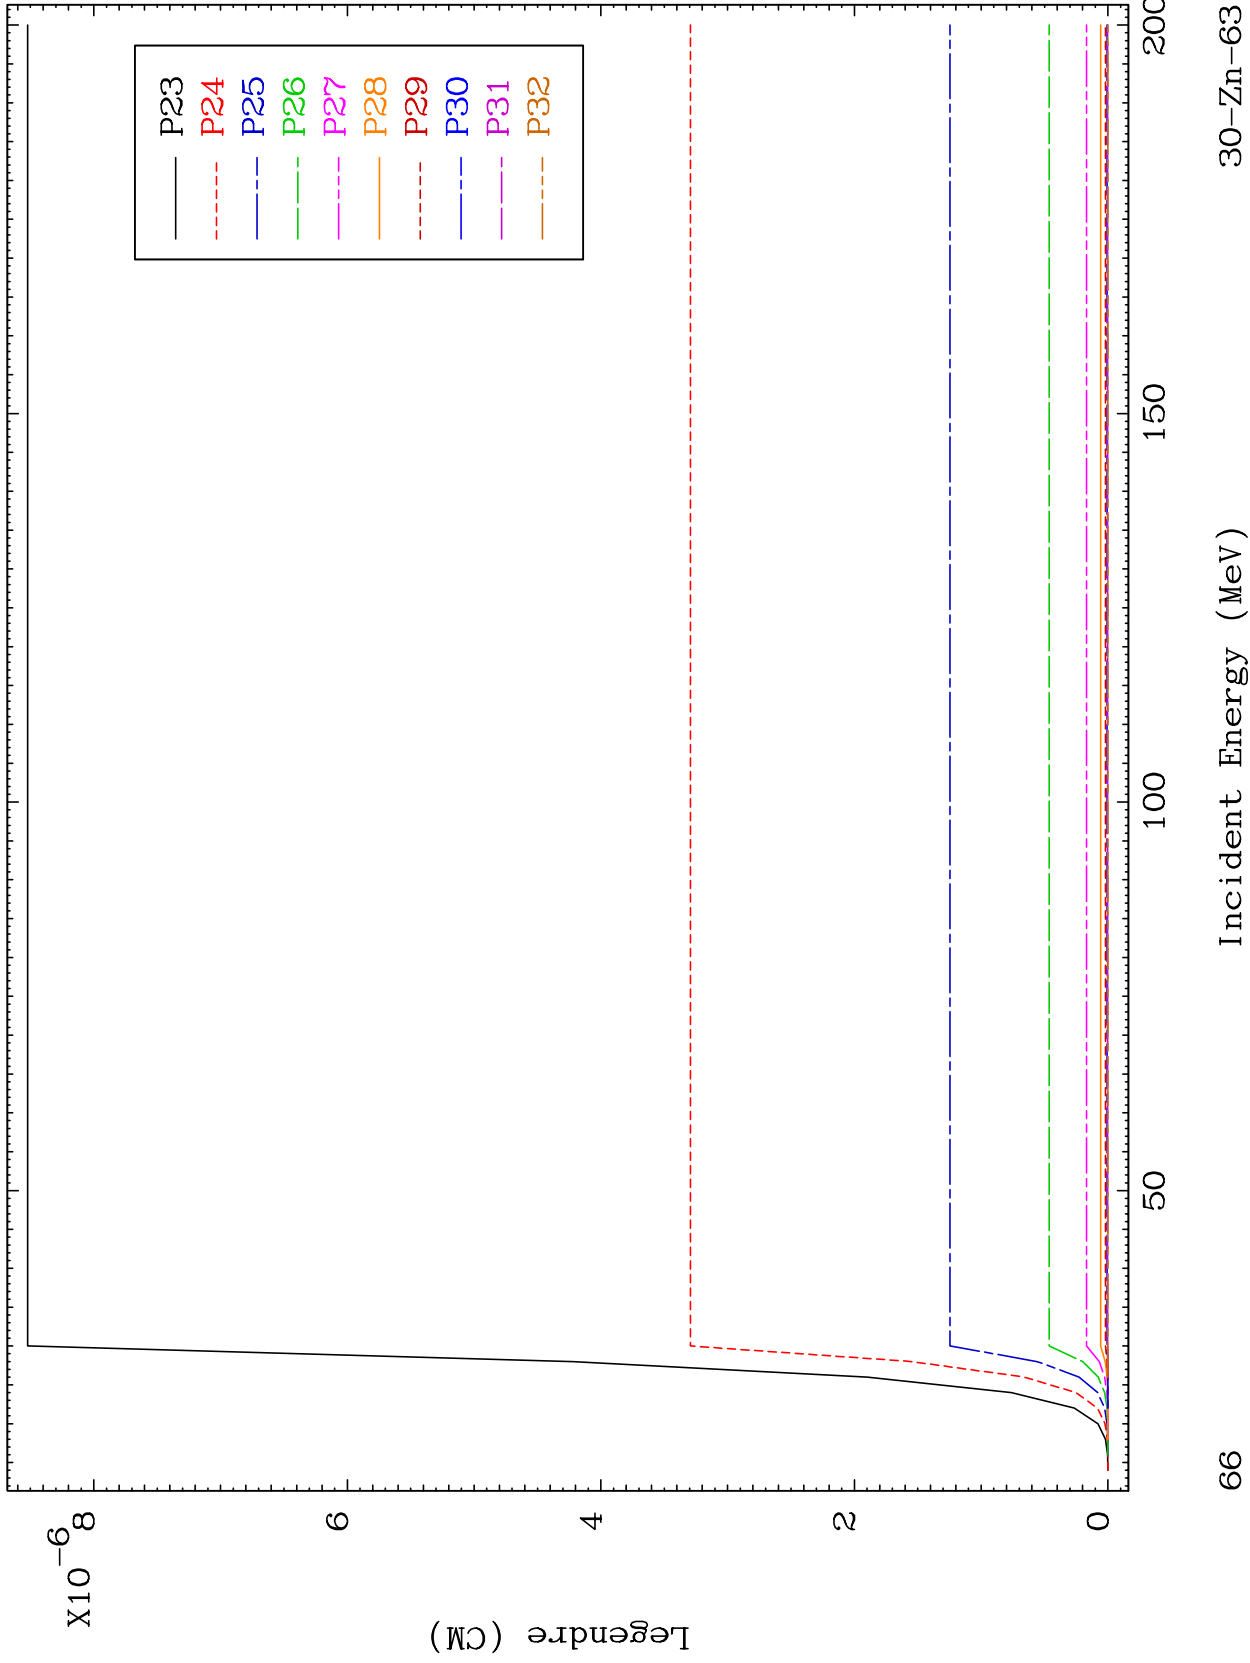 X10
-6
8
6
4
2
0
Legendre (CM)
P23
P24
P25
P26
P27
P28
P29
P30
P31
P32
50
100
150
200
Incident Energy (MeV)
66
30-Zn-63